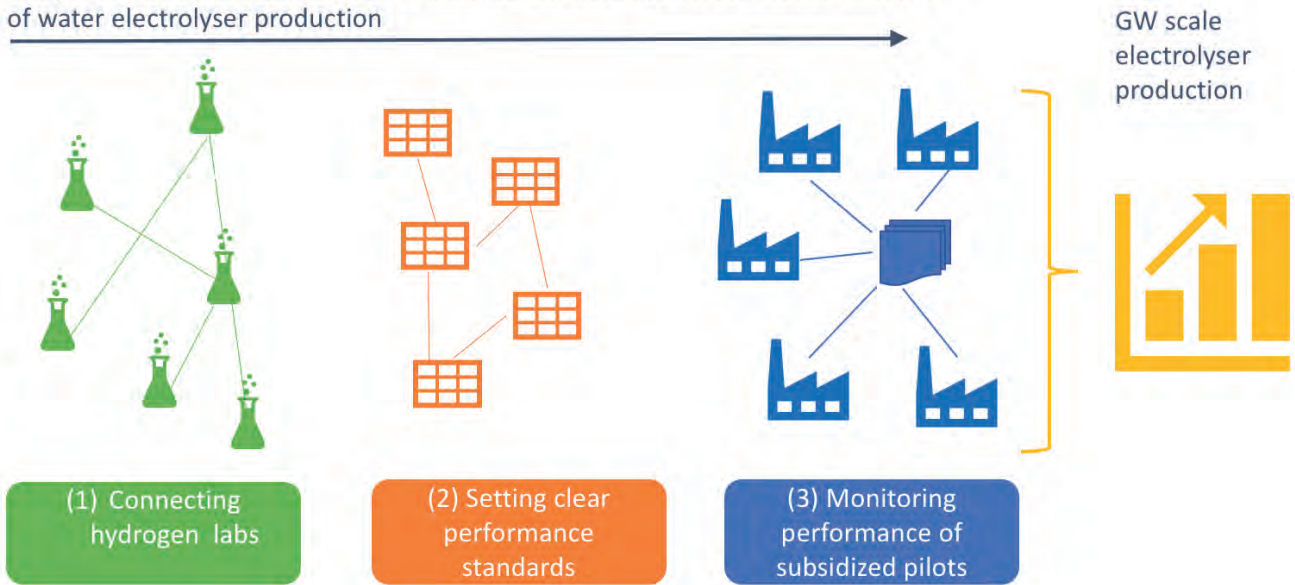 of water electrolyser production
GW scale
electrolyser
production
(1) Connecting
hydrogen labs
(2) Setting clear
performance
standards
(3) Monitoring
performance of
subsidized pilots